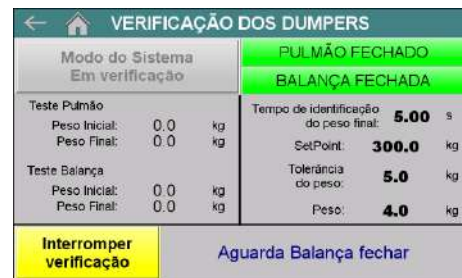 VERIFICAÇÃO DOS DUMPERS
Modo do Sistema
Em verificação
PULMÃO FECHADO
BALANÇA FECHADA
Teste Pulmão
Peso Inicial: 0.0 kg
Peso Final: 0.0 kg
Teste Balança
Peso Inicial: 0.0 kg
Peso Final: 0.0 kg
Tempo de identificação
do peso final: 5.00 s
SetPoint: 300.0 kg
Tolerância
do peso: 5.0 kg
Peso: 4.0 kg
Interromper
verificação
Aguarda Balança fechar